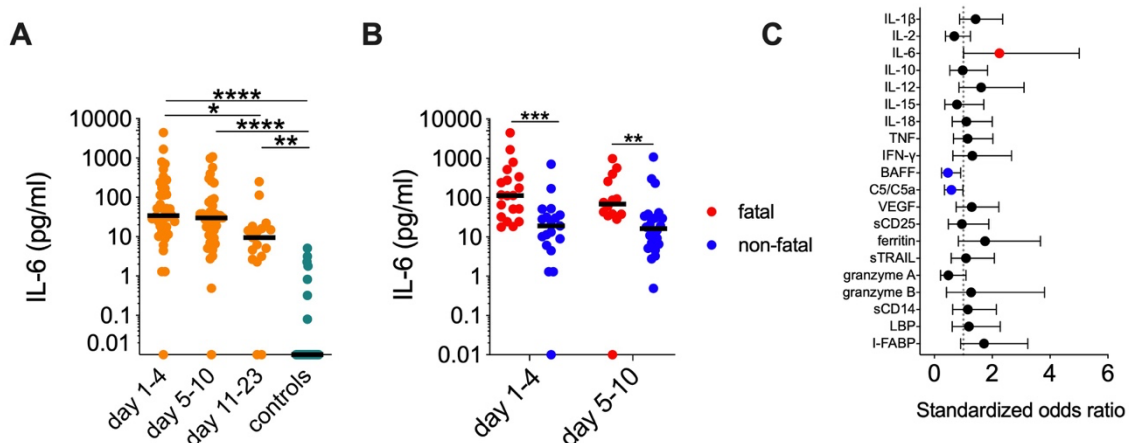 A
IL-6 (pg/ml)
10000
1000
100
10
1
0.1
0.01
****
*
****
**
day 1-4
day 5-10
day 11-23
controls
B
IL-6 (pg/ml)
10000
1000
100
10
1
0.1
0.01
***
**
day 1-4
day 5-10
fatal
non-fatal
C
IL-1β
IL-2
IL-6
IL-10
IL-12
IL-15
IL-18
TNF
IFN-γ
BAFF
C5/C5a
VEGF
sCD25
ferritin
sTRAIL
granzyme A
granzyme B
sCD14
LBP
I-FABP
0 2 4 6
Standardized odds ratio